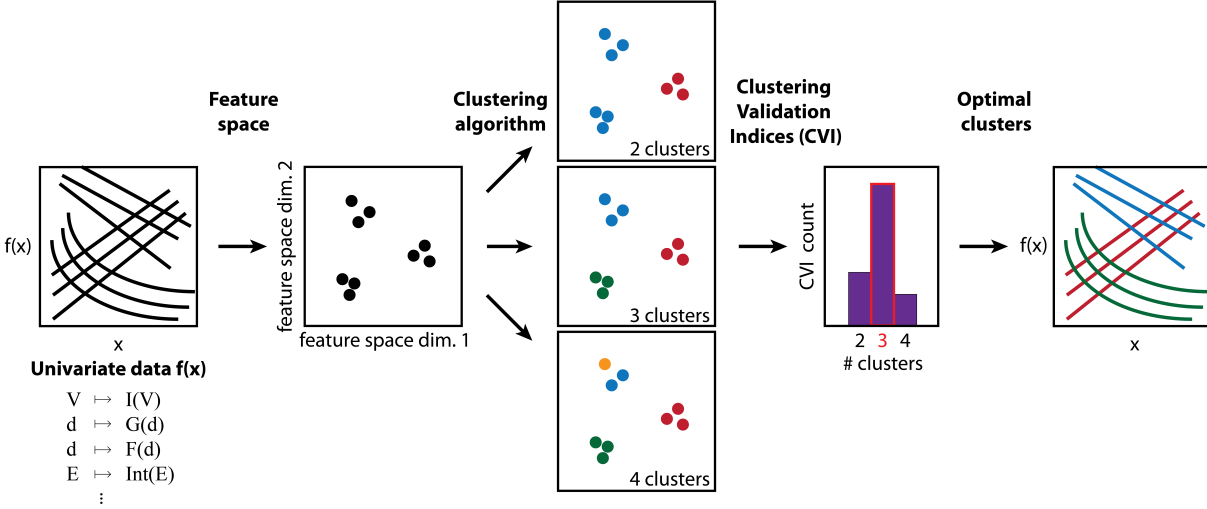 Feature
space
Clustering
algorithm
Clustering
Validation
Indices (CVI)
Optimal
clusters
f(x)
x
Univariate data f(x)
V ↦ I(V)
d ↦ G(d)
d ↦ F(d)
E ↦ Int(E)
⋮
feature space dim. 2
feature space dim. 1
2 clusters
3 clusters
4 clusters
CVI count
2 3 4
# clusters
f(x)
x